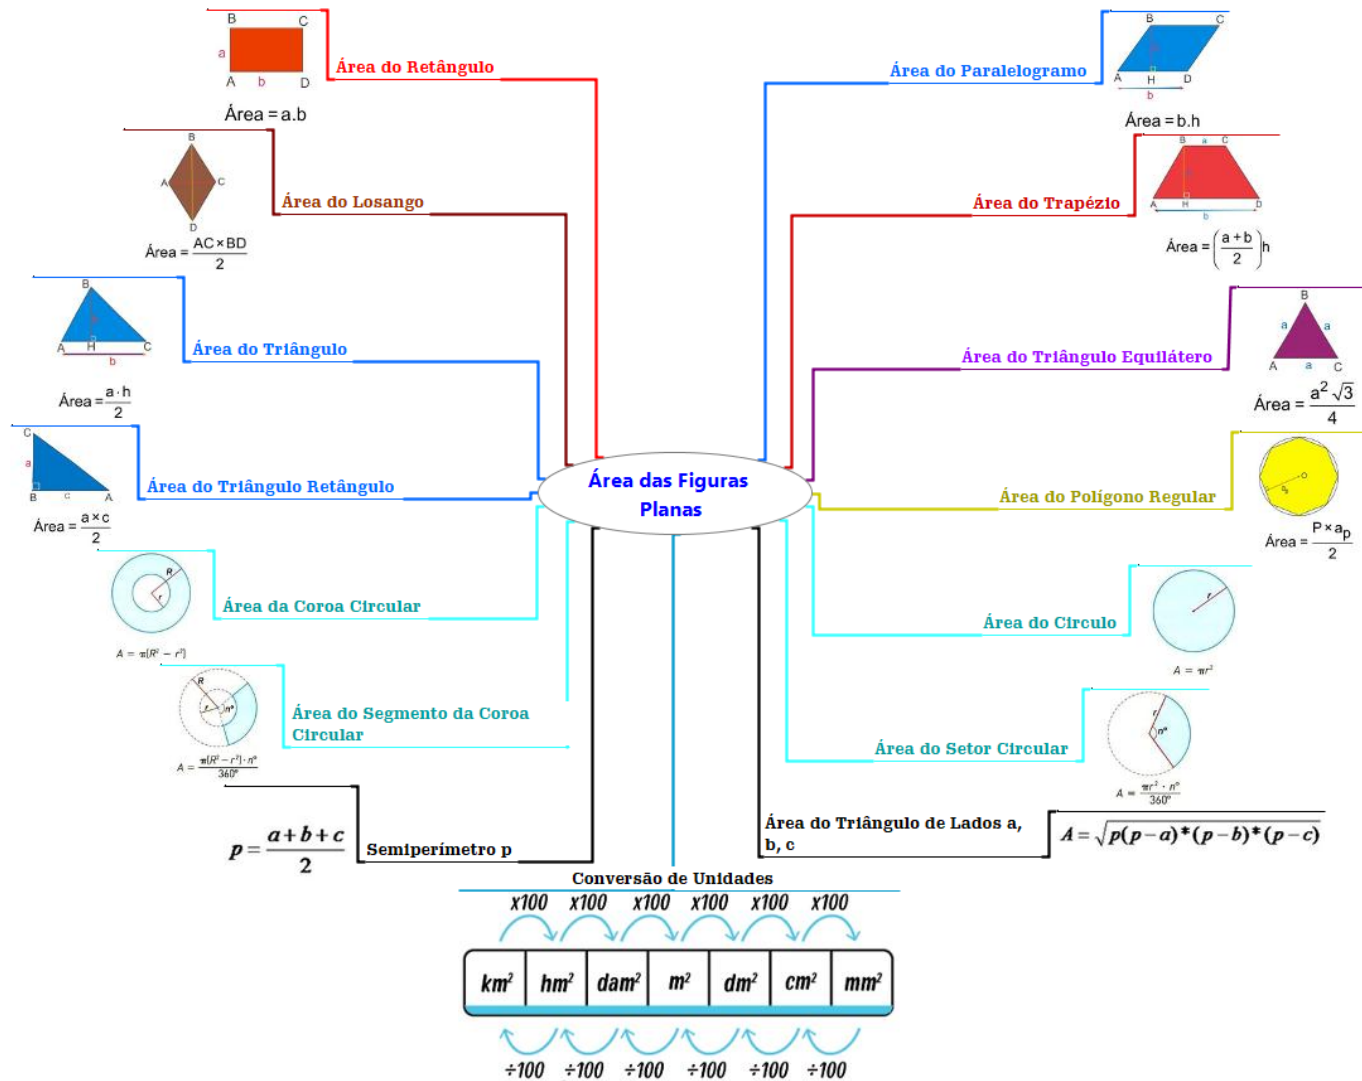 Área das Figuras
Planas
B C
a
A b D
Área do Retângulo
Área = a.b
B
A C
D
Área do Losango
Área = AC × BD / 2
B
A H C
b
Área do Triângulo
Área = a · h / 2
C
a
B c A
Área do Triângulo Retângulo
Área = a × c / 2
R
r
Área da Coroa Circular
A = π(R² − r²)
R
r n°
Área do Segmento da Coroa
Circular
A = π(R² − r²) · n° / 360°
p = a + b + c / 2
Semiperímetro p
B C
A H D
b
Área do Paralelogramo
Área = b.h
B a C
A H D
b
Área do Trapézio
Área = (a + b / 2) h
B
a a
A a C
Área do Triângulo Equilátero
Área = a² √3 / 4
O
aₚ
Área do Polígono Regular
Área = P × aₚ / 2
r
Área do Circulo
A = πr²
r
n°
Área do Setor Circular
A = πr² · n° / 360°
Área do Triângulo de Lados a,
b, c
A = √p(p − a) * (p − b) * (p − c)
Conversão de Unidades
x100 x100 x100 x100 x100 x100
km² hm² dam² m² dm² cm² mm²
÷100 ÷100 ÷100 ÷100 ÷100 ÷100